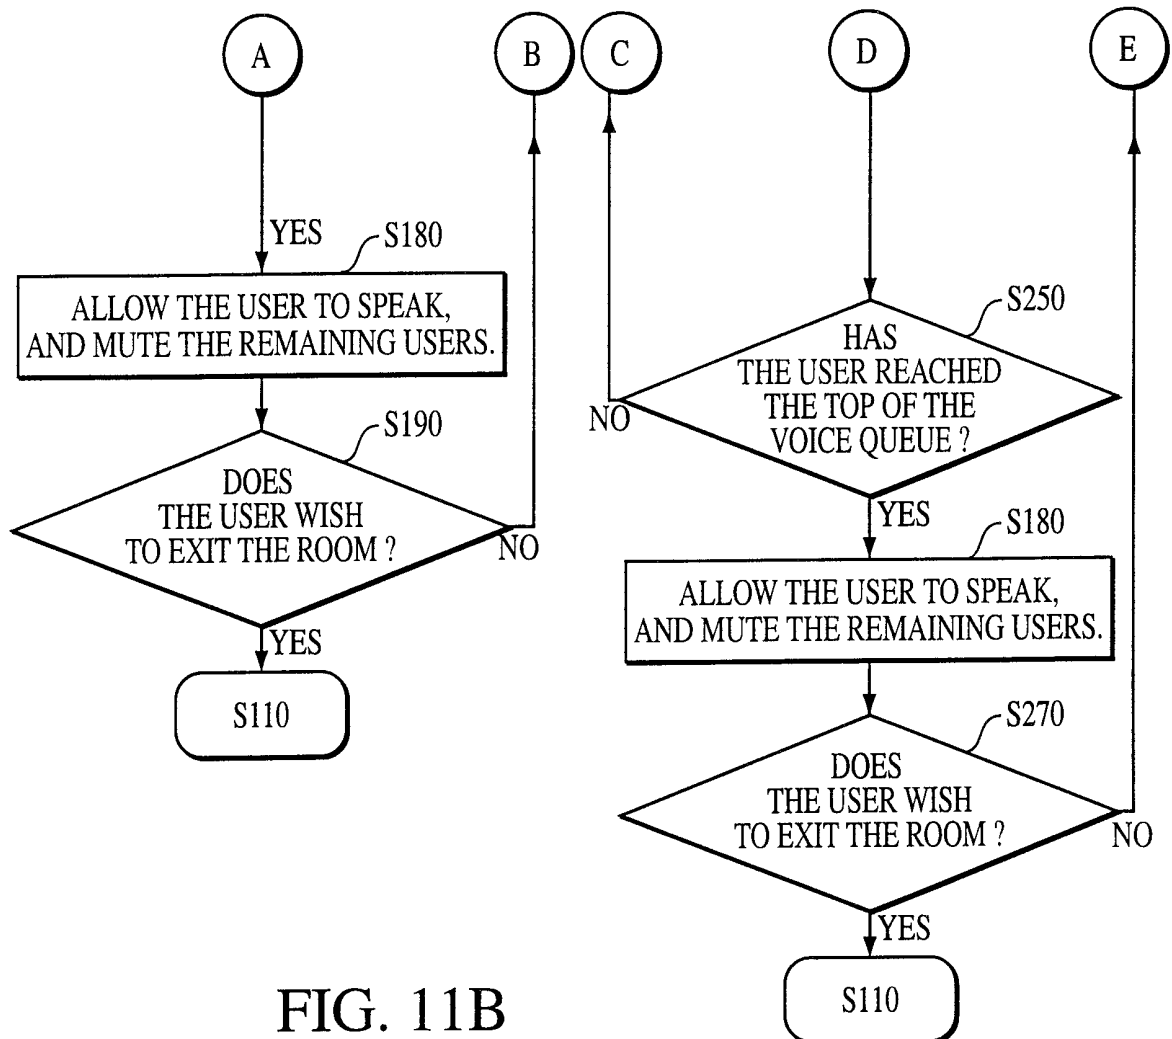 A
B
C
D
E
YES
S180
ALLOW THE USER TO SPEAK,
AND MUTE THE REMAINING USERS.
S190
DOES
THE USER WISH
TO EXIT THE ROOM ?
NO
YES
S110
S250
HAS
THE USER REACHED
THE TOP OF THE
VOICE QUEUE ?
NO
YES
S180
ALLOW THE USER TO SPEAK,
AND MUTE THE REMAINING USERS.
S270
DOES
THE USER WISH
TO EXIT THE ROOM ?
NO
YES
S110
FIG. 11B